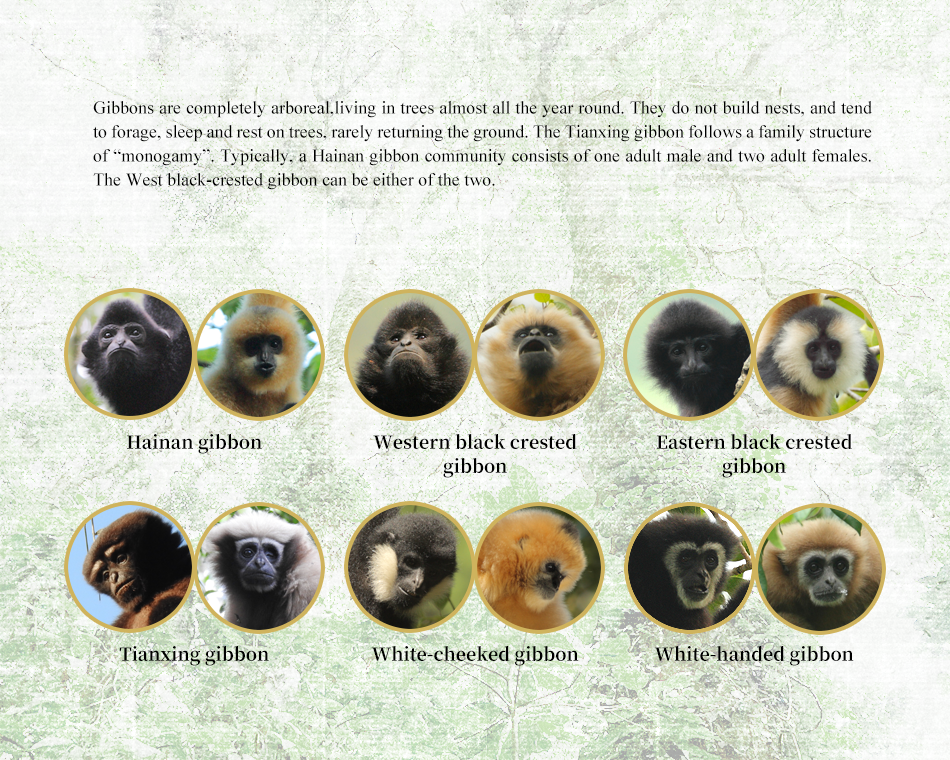 Gibbons are completely arboreal,living in trees almost all the year round. They do not build nests, and tend
to forage, sleep and rest on trees, rarely returning the ground. The Tianxing gibbon follows a family structure
of “monogamy”. Typically, a Hainan gibbon community consists of one adult male and two adult females.
The West black-crested gibbon can be either of the two.
Hainan gibbon
Western black crested
gibbon
Eastern black crested
gibbon
Tianxing gibbon
White-cheeked gibbon
White-handed gibbon